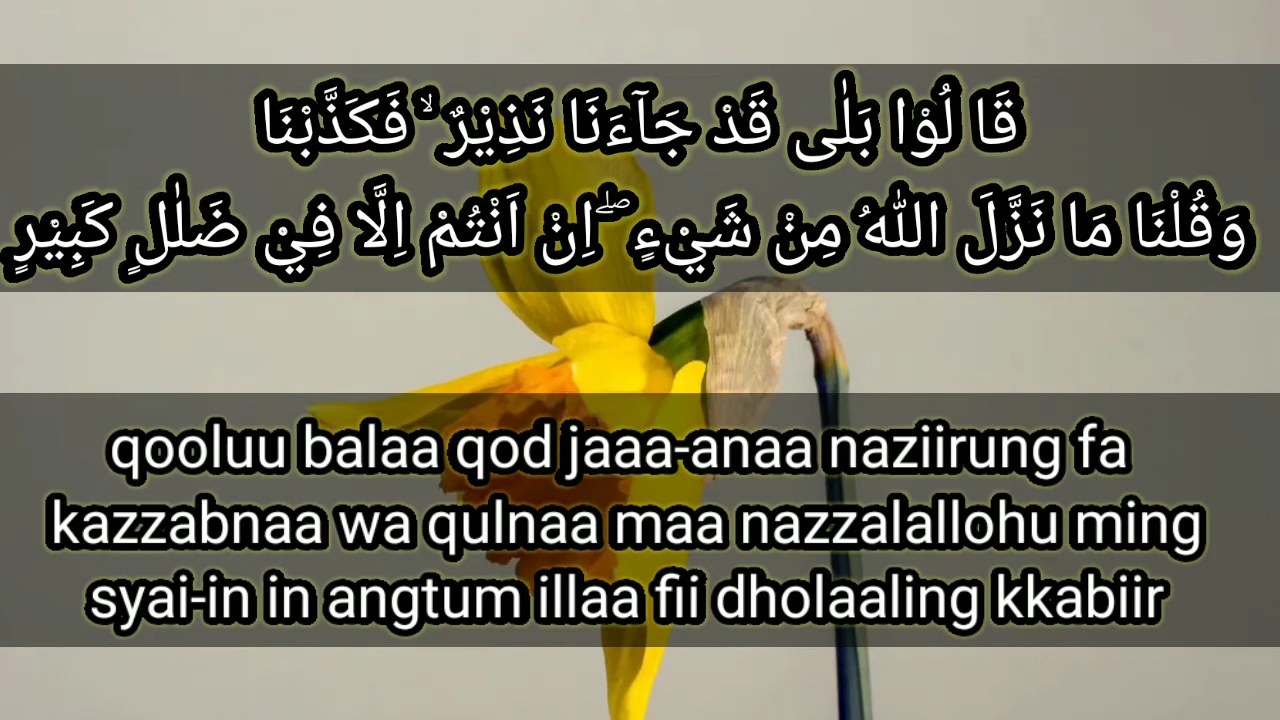 قَا لُوْا بَلٰى قَدْ جَآءَنَا نَذِيْرٌ ۙ فَكَذَّبْنَا
وَقُلْنَا مَا نَزَّلَ اللّٰهُ مِنْ شَيْءٍ ۖ اِنْ اَنْتُمْ اِلَّا فِيْ ضَلٰلٍ كَبِيْرٍ
qooluu balaa qod jaaa-anaa naziirung fa
kazzabnaa wa qulnaa maa nazzalallohu ming
syai-in in angtum illaa fii dholaaling kkabiir